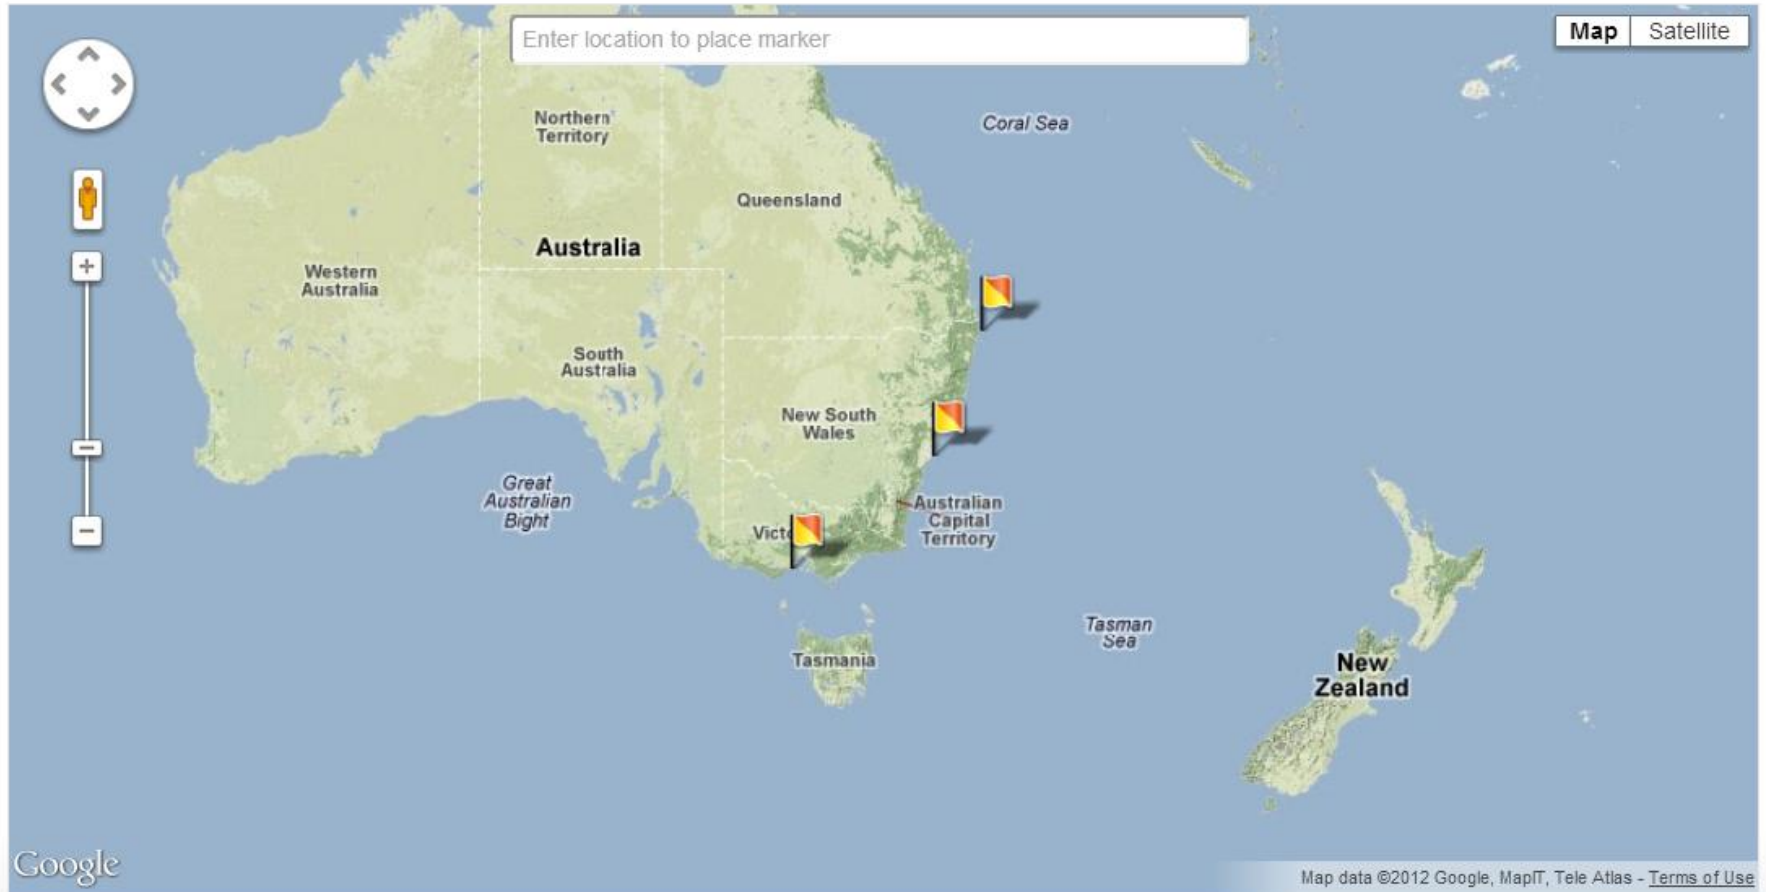 Enter location to place marker
Map
Satellite
Northern
Territory
Coral Sea
Queensland
Australia
Western
Australia
South
Australia
New South
Wales
Great
Australian
Bight
Australian
Capital
Territory
Victo
Tasman
Sea
Tasmania
New
Zealand
Google
Map data ©2012 Google, MapIT, Tele Atlas - Terms of Use